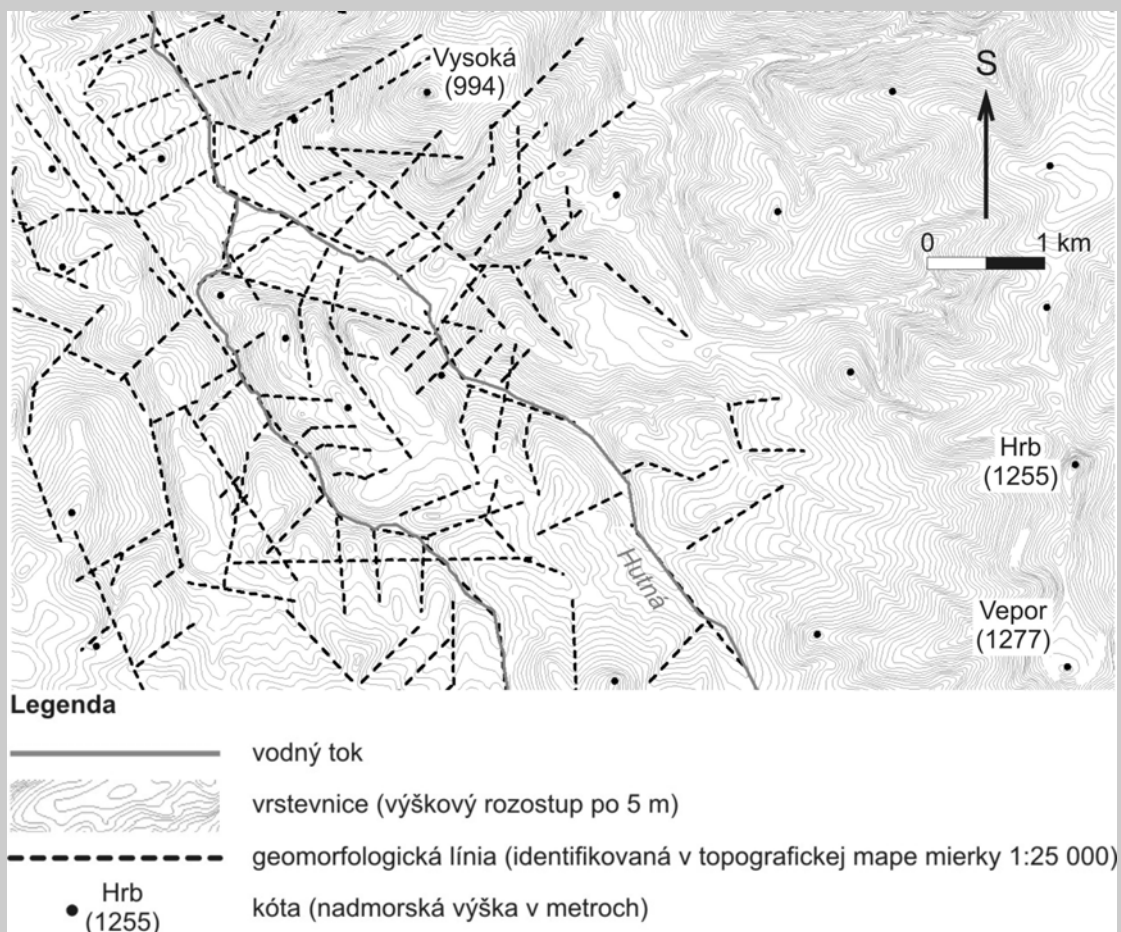 Vysoká
(994)
S
0 1 km
Hrb
(1255)
Hutná
Vepor
(1277)
Legenda
vodný tok
vrstevnice (výškový rozostup po 5 m)
geomorfologická línia (identifikovaná v topografickej mape mierky 1:25 000)
Hrb
(1255)
kóta (nadmorská výška v metroch)